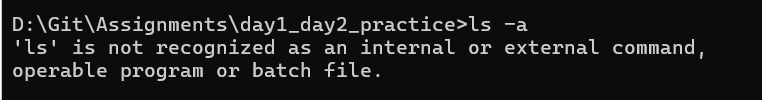 D:\Git\Assignments\day1_day2_practice>ls -a
'ls' is not recognized as an internal or external command,
operable program or batch file.